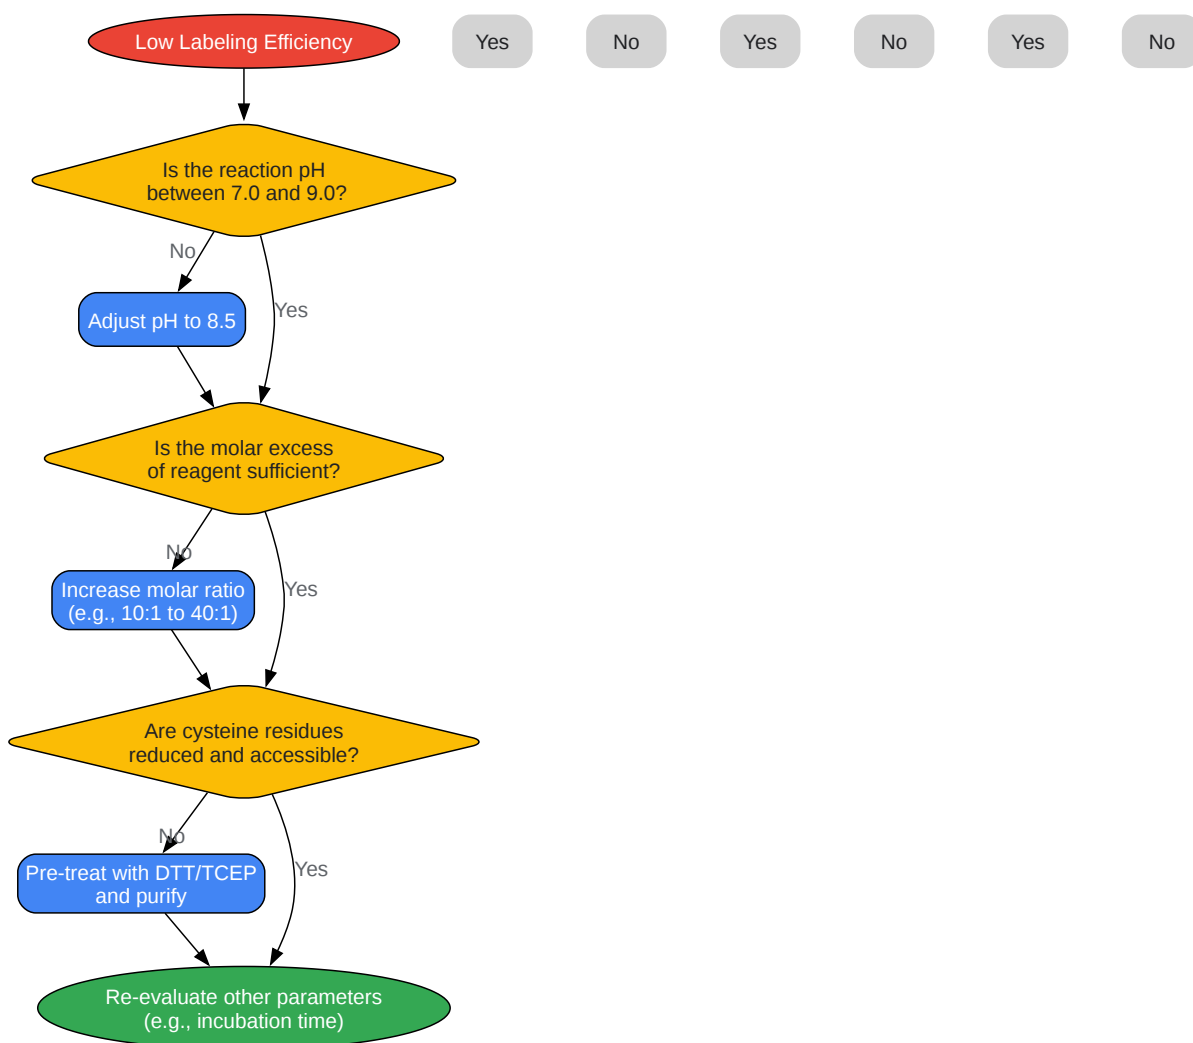 Low Labeling Efficiency
Yes
No
Yes
No
Yes
No
Is the reaction pH
between 7.0 and 9.0?
No
Yes
Adjust pH to 8.5
Is the molar excess
of reagent sufficient?
No
Yes
Increase molar ratio
(e.g., 10:1 to 40:1)
Are cysteine residues
reduced and accessible?
No
Yes
Pre-treat with DTT/TCEP
and purify
Re-evaluate other parameters
(e.g., incubation time)